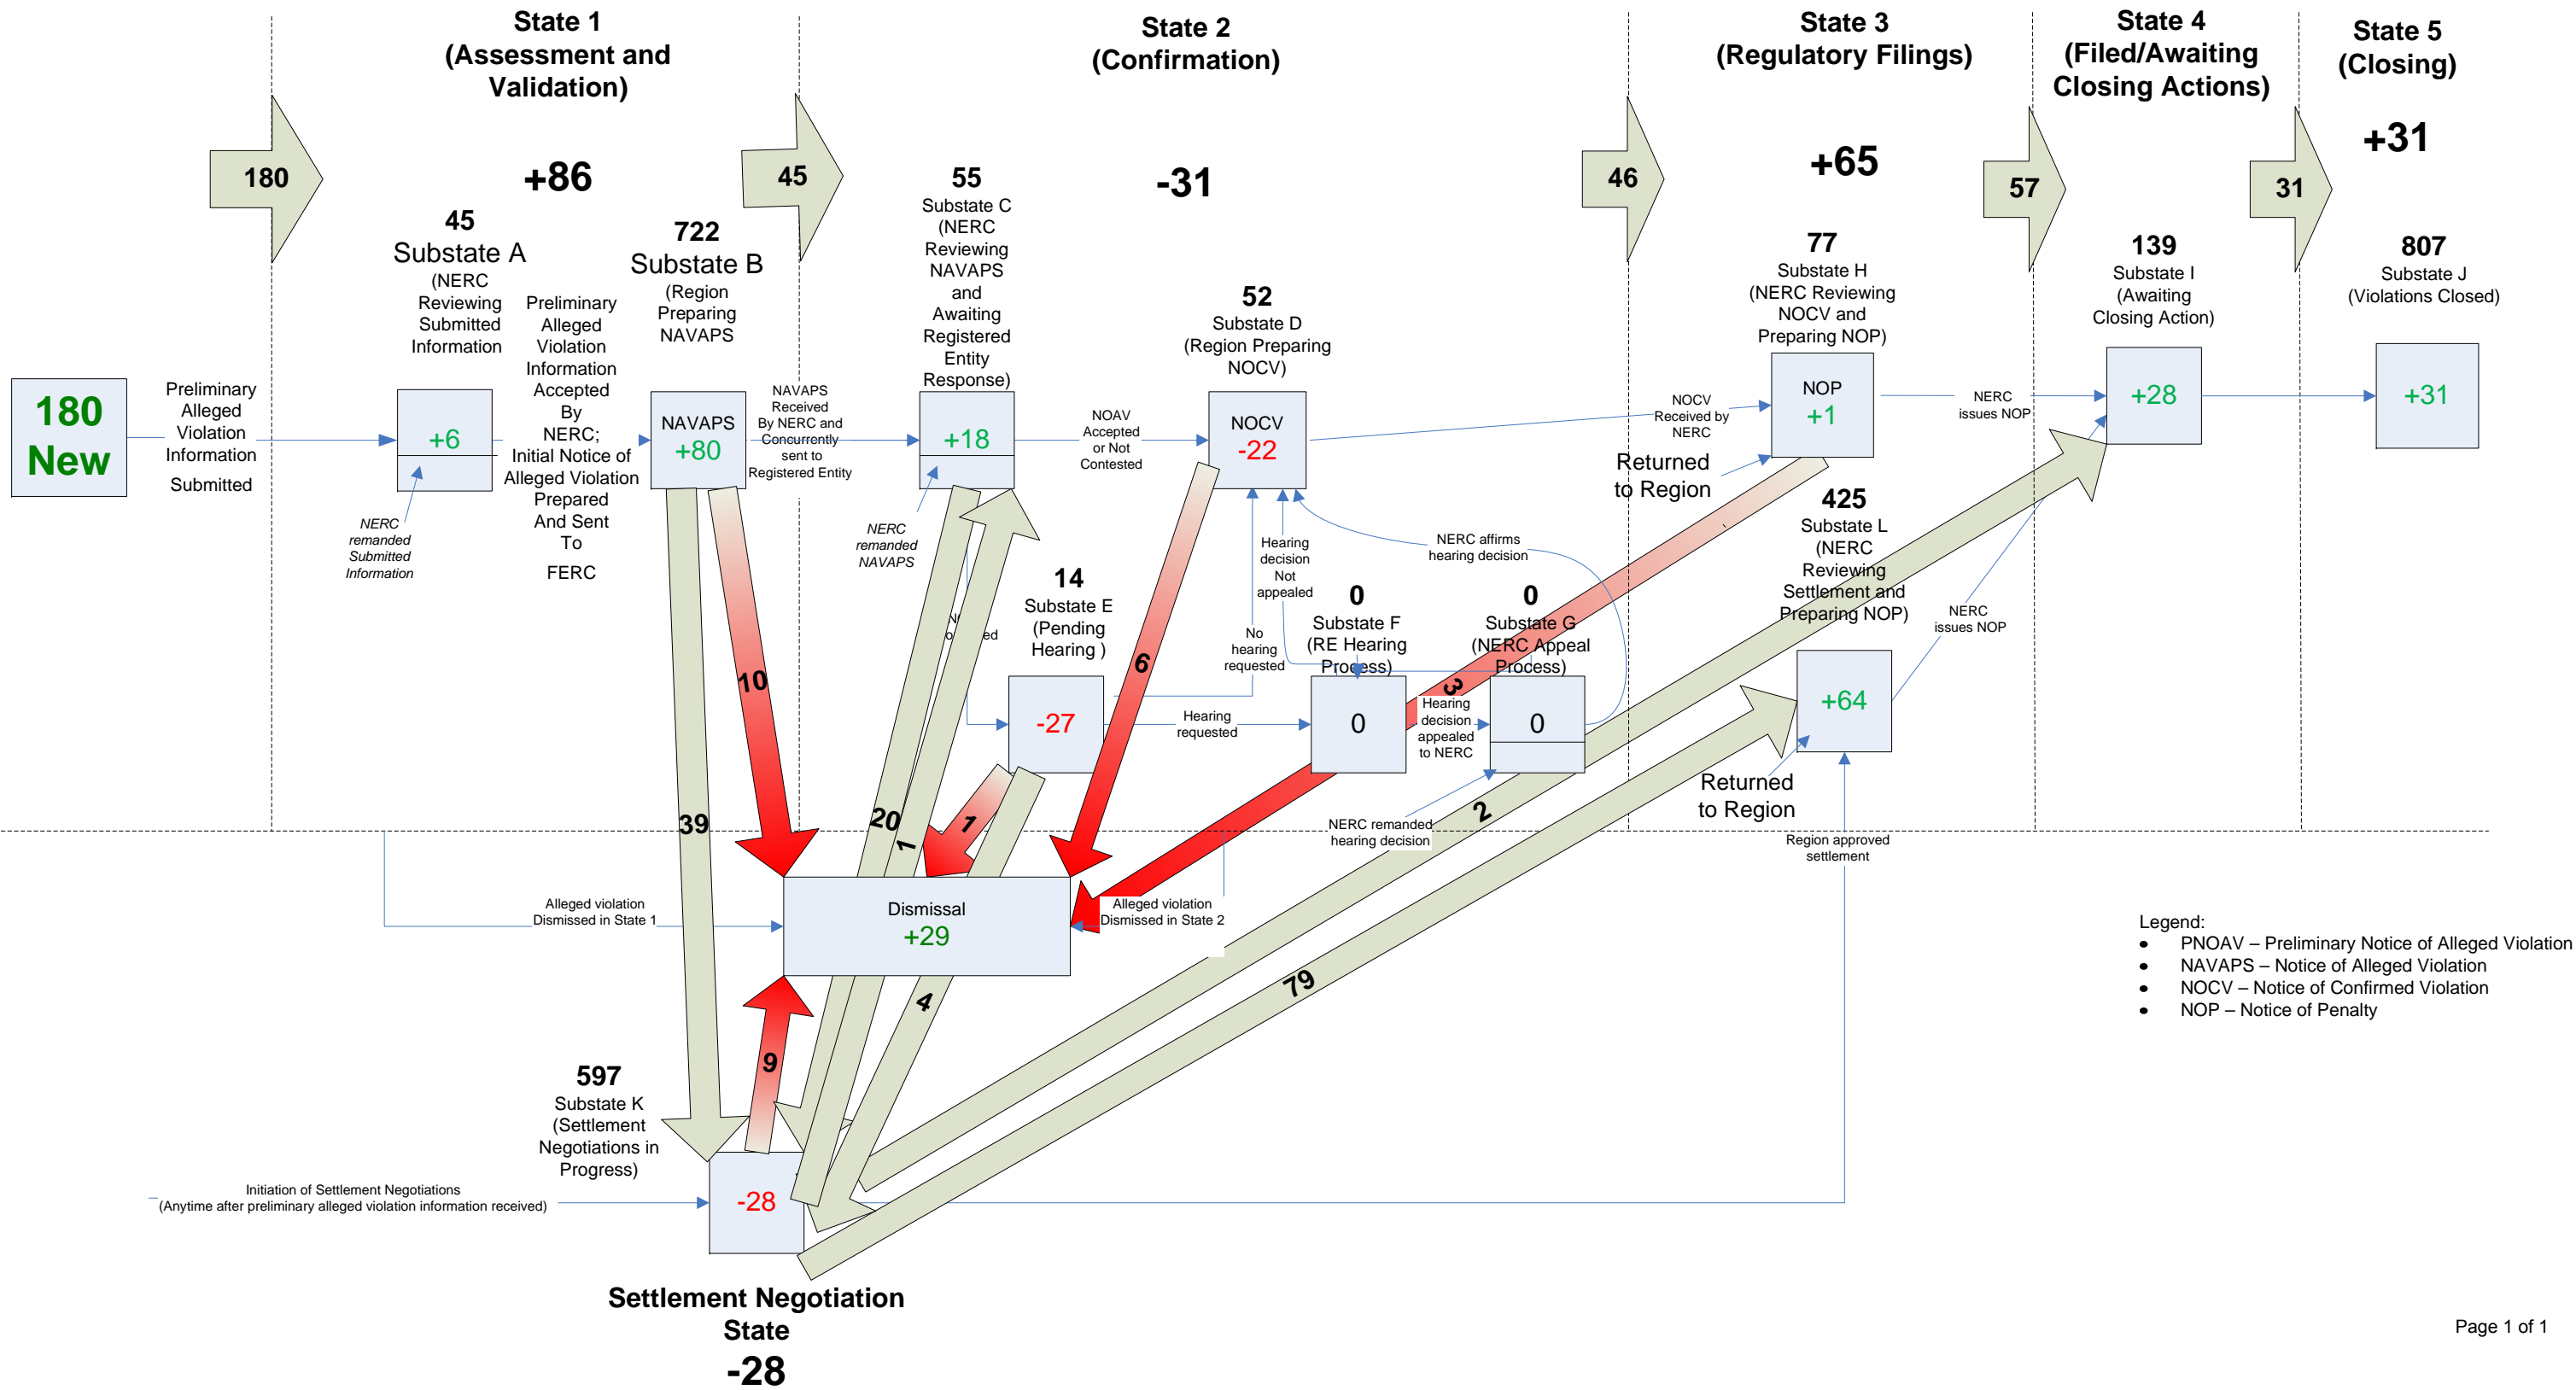 State 1
(Assessment and
Validation)
State 2
(Confirmation)
State 3
(Regulatory Filings)
State 4
(Filed/Awaiting
Closing Actions)
State 5
(Closing)
180
+86
45
-31
46
+65
57
31
+31
45
Substate A
(NERC
Reviewing
Submitted
Information
722
Substate B
(Region
Preparing
NAVAPS
55
Substate C
(NERC
Reviewing
NAVAPS
and
Awaiting
Registered
Entity
Response)
52
Substate D
(Region Preparing
NOCV)
77
Substate H
(NERC Reviewing
NOCV and
Preparing NOP)
139
Substate I
(Awaiting
Closing Action)
807
Substate J
(Violations Closed)
180
New
Preliminary
Alleged
Violation
Information
Submitted
+6
NERC
remanded
Submitted
Information
Preliminary
Alleged
Violation
Information
Accepted
By
NERC;
Initial Notice of
Alleged Violation
Prepared
And Sent
To
FERC
NAVAPS
+80
NAVAPS
Received
By NERC and
Concurrently
sent to
Registered Entity
+18
NERC
remanded
NAVAPS
NOAV
Accepted
or Not
Contested
NOCV
-22
NOCV
Received by
NERC
NOP
+1
Returned
to Region
NERC
issues NOP
+28
+31
425
Substate L
(NERC
Reviewing
Settlement and
Preparing NOP)
+64
NERC
issues NOP
Returned
to Region
Region approved
settlement
14
Substate E
(Pending
Hearing )
-27
No
hearing
requested
Hearing
requested
Hearing
decision
Not
appealed
NERC affirms
hearing decision
0
Substate F
(RE Hearing
Process)
0
0
Substate G
(NERC Appeal
Process)
0
Hearing
decision
appealed
to NERC
NERC remanded
hearing decision
10
39
20
1
1
6
3
2
4
79
9
Alleged violation
Dismissed in State 1
Dismissal
+29
Alleged violation
Dismissed in State 2
597
Substate K
(Settlement
Negotiations in
Progress)
Initiation of Settlement Negotiations
(Anytime after preliminary alleged violation information received)
-28
Settlement Negotiation
State
-28
Legend:
• PNOAV – Preliminary Notice of Alleged Violation
• NAVAPS – Notice of Alleged Violation
• NOCV – Notice of Confirmed Violation
• NOP – Notice of Penalty
Page 1 of 1